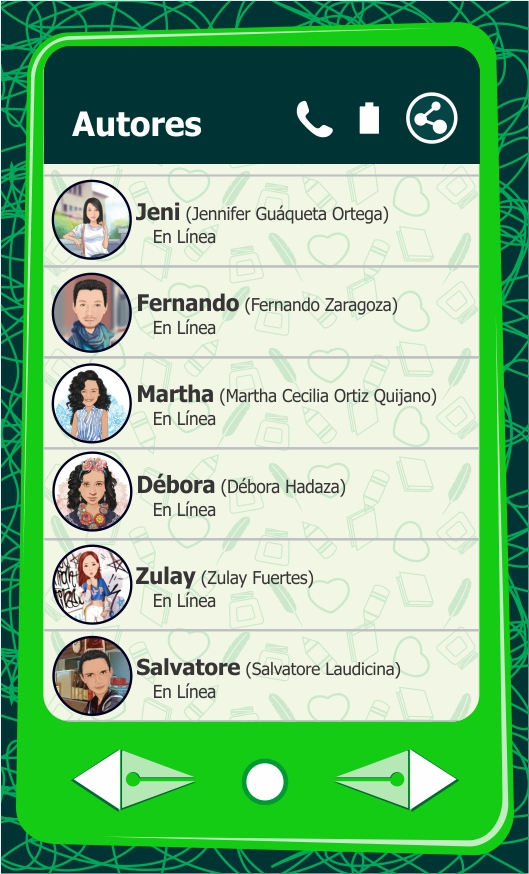 Autores
Jeni (Jennifer Guáqueta Ortega)
En Línea
Fernando (Fernando Zaragoza)
En Línea
Martha (Martha Cecilia Ortiz Quijano)
En Línea
Débora (Débora Hadaza)
En Línea
Zulay (Zulay Fuertes)
En Línea
Salvatore (Salvatore Laudicina)
En Línea